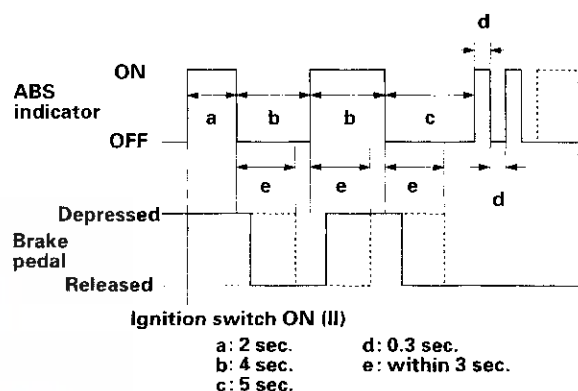 d
ON
ABS
indicator
a b b c
OFF
e e e
d
Depressed
Brake
pedal
Released
Ignition switch ON (II)
a: 2 sec. d: 0.3 sec.
b: 4 sec. e: within 3 sec.
c: 5 sec.